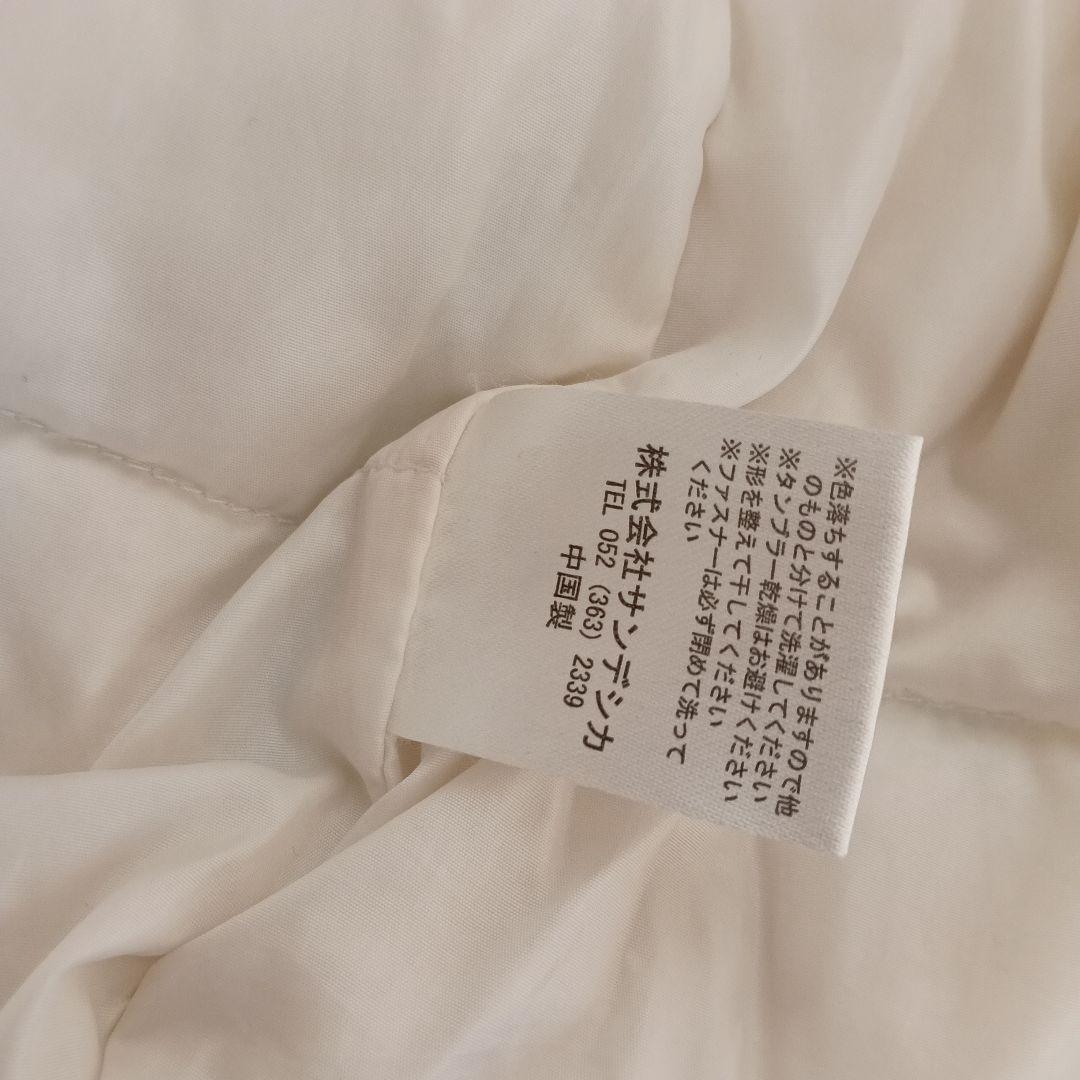 ※色落ちすることがありますので他
のものと分けて洗濯してください
※タンブラー乾燥はお避けください
※形を整えて干してください
※ファスナーは必ず閉めて洗って
ください
株式会社サンデシカ
TEL 052 (363) 2339
中国製